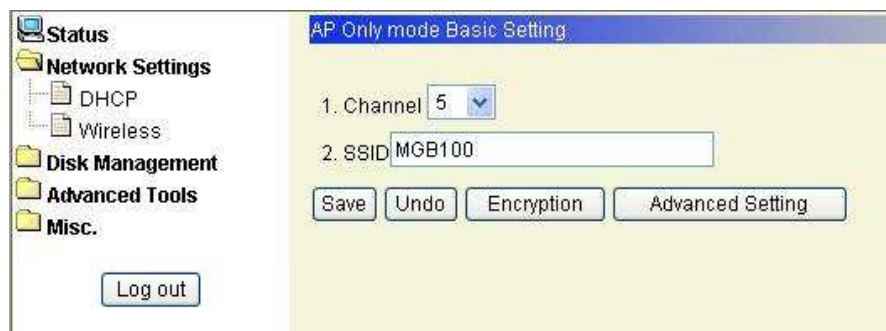 Status
Network Settings
DHCP
Wireless
Disk Management
Advanced Tools
Misc.
Log out
AP Only mode Basic Setting
1. Channel 5
2. SSID MGB100
Save Undo Encryption Advanced Setting